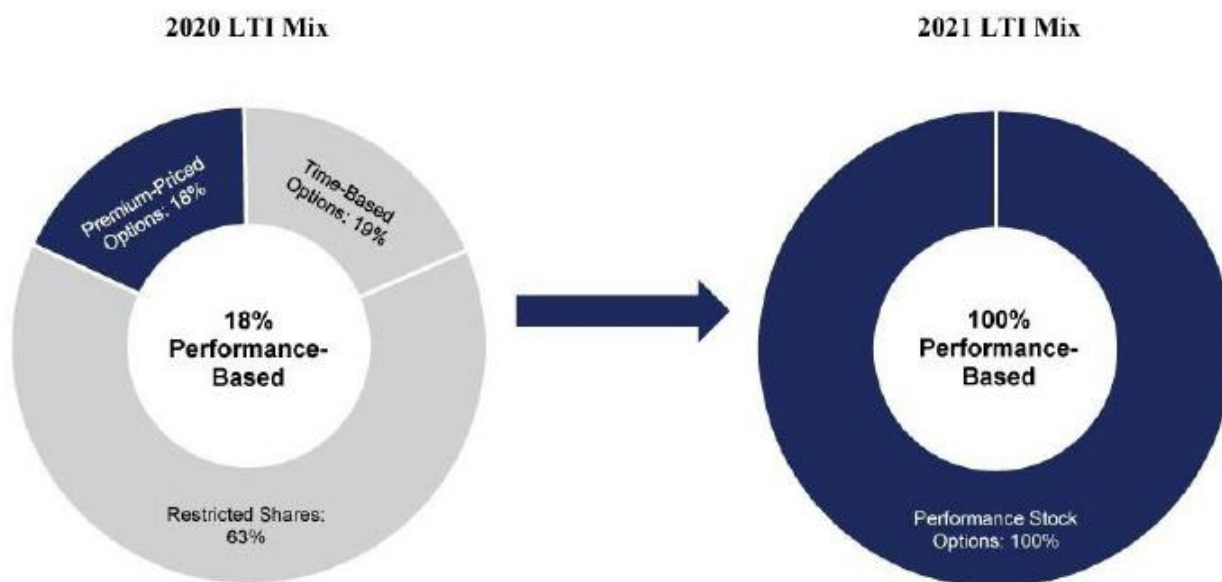 2020 LTI Mix
2021 LTI Mix
Premium-Priced
Options: 18%
Time-Based
Options: 19%
18%
Performance-
Based
Restricted Shares:
63%
100%
Performance-
Based
Performance Stock
Options: 100%